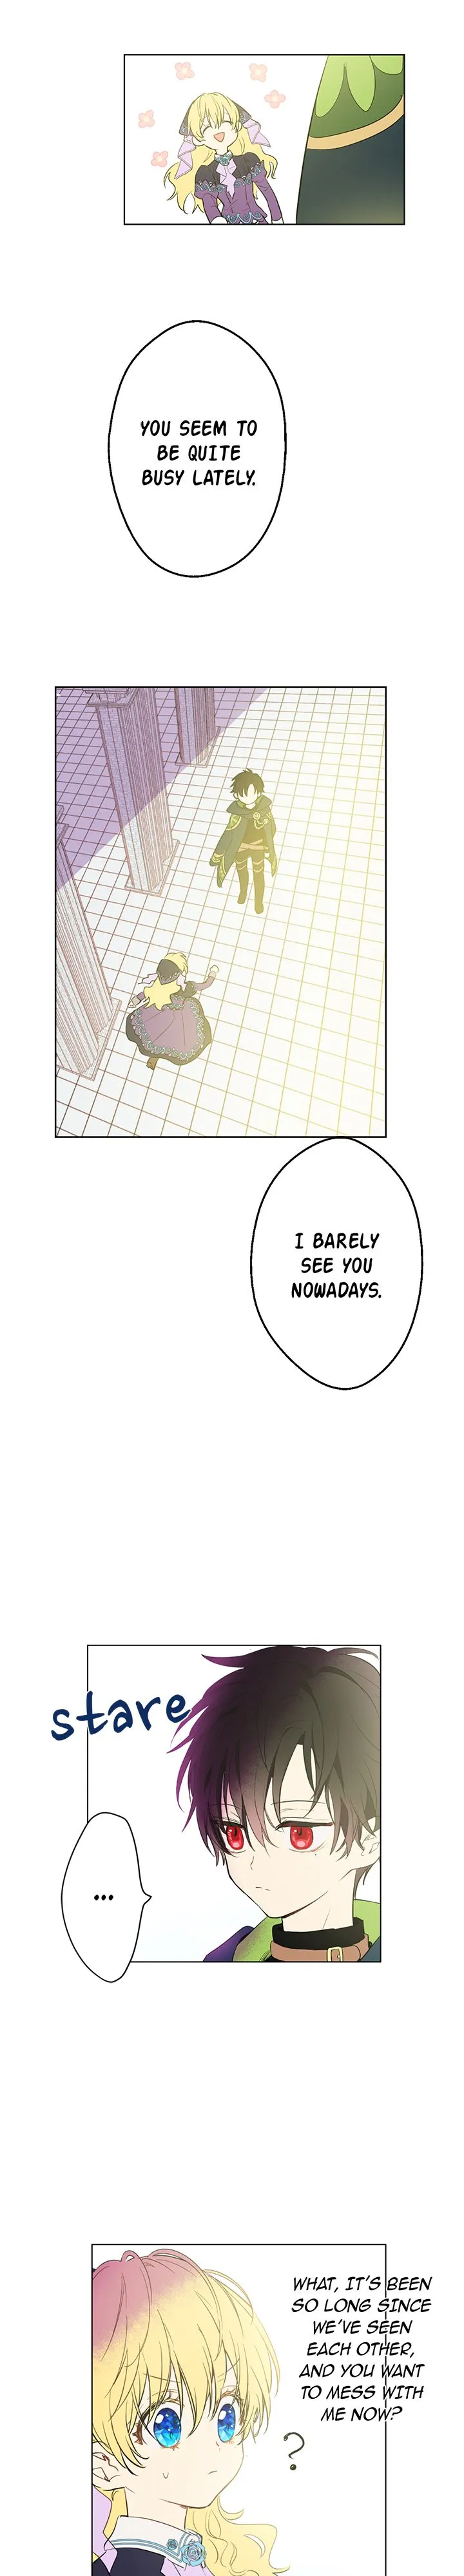 YOU SEEM TO
BE QUITE
BUSY LATELY.
I BARELY
SEE YOU
NOWADAYS.
stare
...
WHAT, IT'S BEEN
SO LONG SINCE
WE'VE SEEN
EACH OTHER,
AND YOU WANT
TO MESS WITH
ME NOW?
?